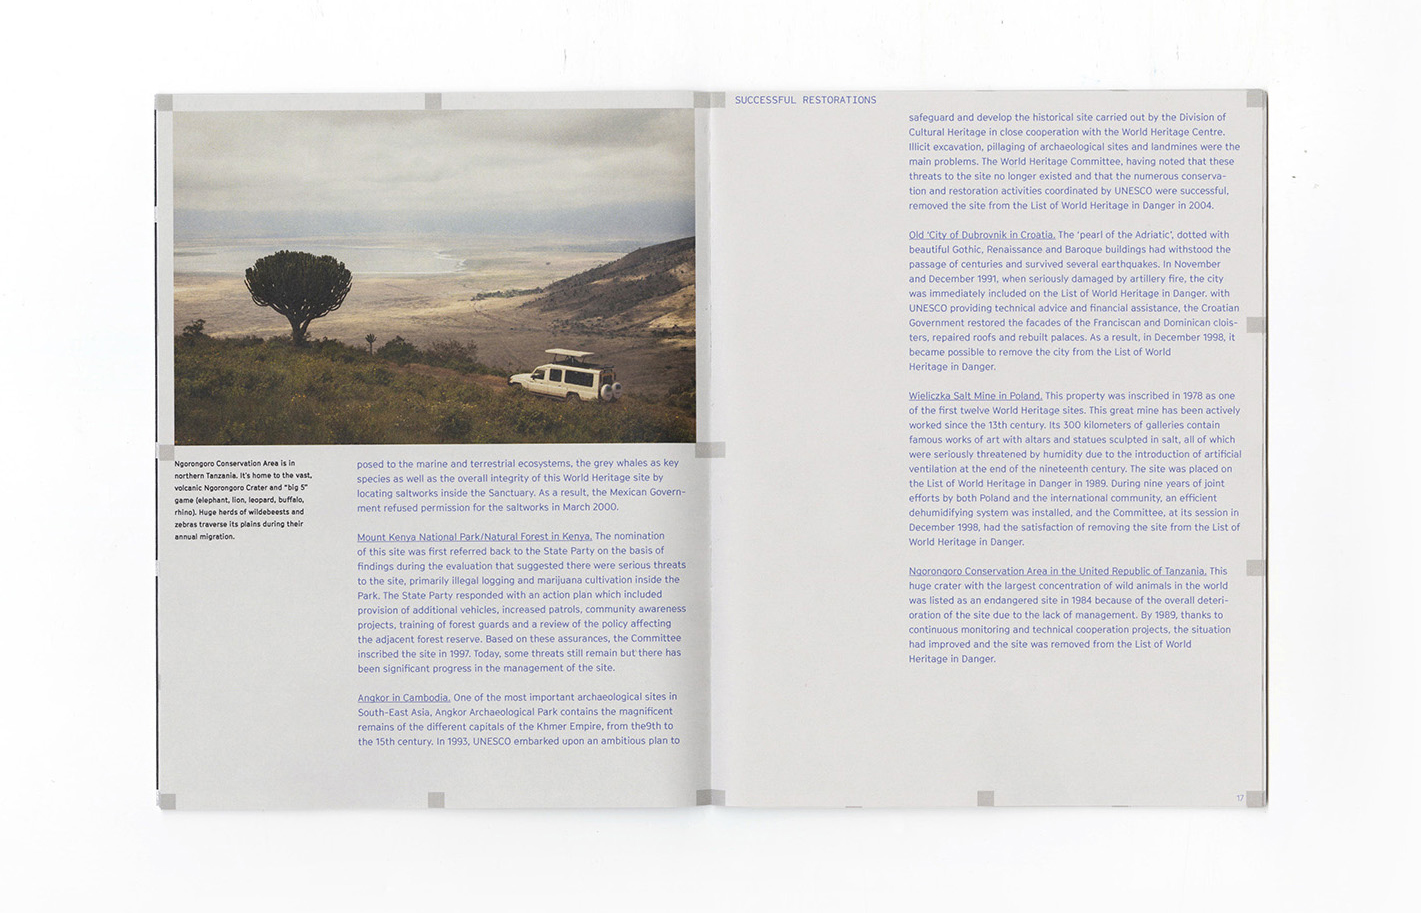 Ngorongoro Conservation Area is in
northern Tanzania. It's home to the vast,
volcanic Ngorongoro Crater and "big 5"
game (elephant, lion, leopard, buffalo,
rhino). Huge herds of wildebeests and
zebras traverse its plains during their
annual migration.
posed to the marine and terrestrial ecosystems, the grey whales as key
species as well as the overall integrity of this World Heritage site by
locating saltworks inside the Sanctuary. As a result, the Mexican Govern-
ment refused permission for the saltworks in March 2000.
Mount Kenya National Park/Natural Forest in Kenya. The nomination
of this site was first referred back to the State Party on the basis of
findings during the evaluation that suggested there were serious threats
to the site, primarily illegal logging and marijuana cultivation inside the
Park. The State Party responded with an action plan which included
provision of additional vehicles, increased patrols, community awareness
projects, training of forest guards and a review of the policy affecting
the adjacent forest reserve. Based on these assurances, the Committee
inscribed the site in 1997. Today, some threats still remain but there has
been significant progress in the management of the site.
Angkor in Cambodia. One of the most important archaeological sites in
South-East Asia, Angkor Archaeological Park contains the magnificent
remains of the different capitals of the Khmer Empire, from the9th to
the 15th century. In 1993, UNESCO embarked upon an ambitious plan to
SUCCESSFUL RESTORATIONS
safeguard and develop the historical site carried out by the Division of
Cultural Heritage in close cooperation with the World Heritage Centre.
Illicit excavation, pillaging of archaeological sites and landmines were the
main problems. The World Heritage Committee, having noted that these
threats to the site no longer existed and that the numerous conserva-
tion and restoration activities coordinated by UNESCO were successful,
removed the site from the List of World Heritage in Danger in 2004.
Old 'City of Dubrovnik in Croatia. The 'pearl of the Adriatic', dotted with
beautiful Gothic, Renaissance and Baroque buildings had withstood the
passage of centuries and survived several earthquakes. In November
and December 1991, when seriously damaged by artillery fire, the city
was immediately included on the List of World Heritage in Danger. with
UNESCO providing technical advice and financial assistance, the Croatian
Government restored the facades of the Franciscan and Dominican clois-
ters, repaired roofs and rebuilt palaces. As a result, in December 1998, it
became possible to remove the city from the List of World
Heritage in Danger.
Wieliczka Salt Mine in Poland. This property was inscribed in 1978 as one
of the first twelve World Heritage sites. This great mine has been actively
worked since the 13th century. Its 300 kilometers of galleries contain
famous works of art with altars and statues sculpted in salt, all of which
were seriously threatened by humidity due to the introduction of artificial
ventilation at the end of the nineteenth century. The site was placed on
the List of World Heritage in Danger in 1989. During nine years of joint
efforts by both Poland and the international community, an efficient
dehumidifying system was installed, and the Committee, at its session in
December 1998, had the satisfaction of removing the site from the List of
World Heritage in Danger.
Ngorongoro Conservation Area in the United Republic of Tanzania. This
huge crater with the largest concentration of wild animals in the world
was listed as an endangered site in 1984 because of the overall deteri-
oration of the site due to the lack of management. By 1989, thanks to
continuous monitoring and technical cooperation projects, the situation
had improved and the site was removed from the List of World
Heritage in Danger.
17